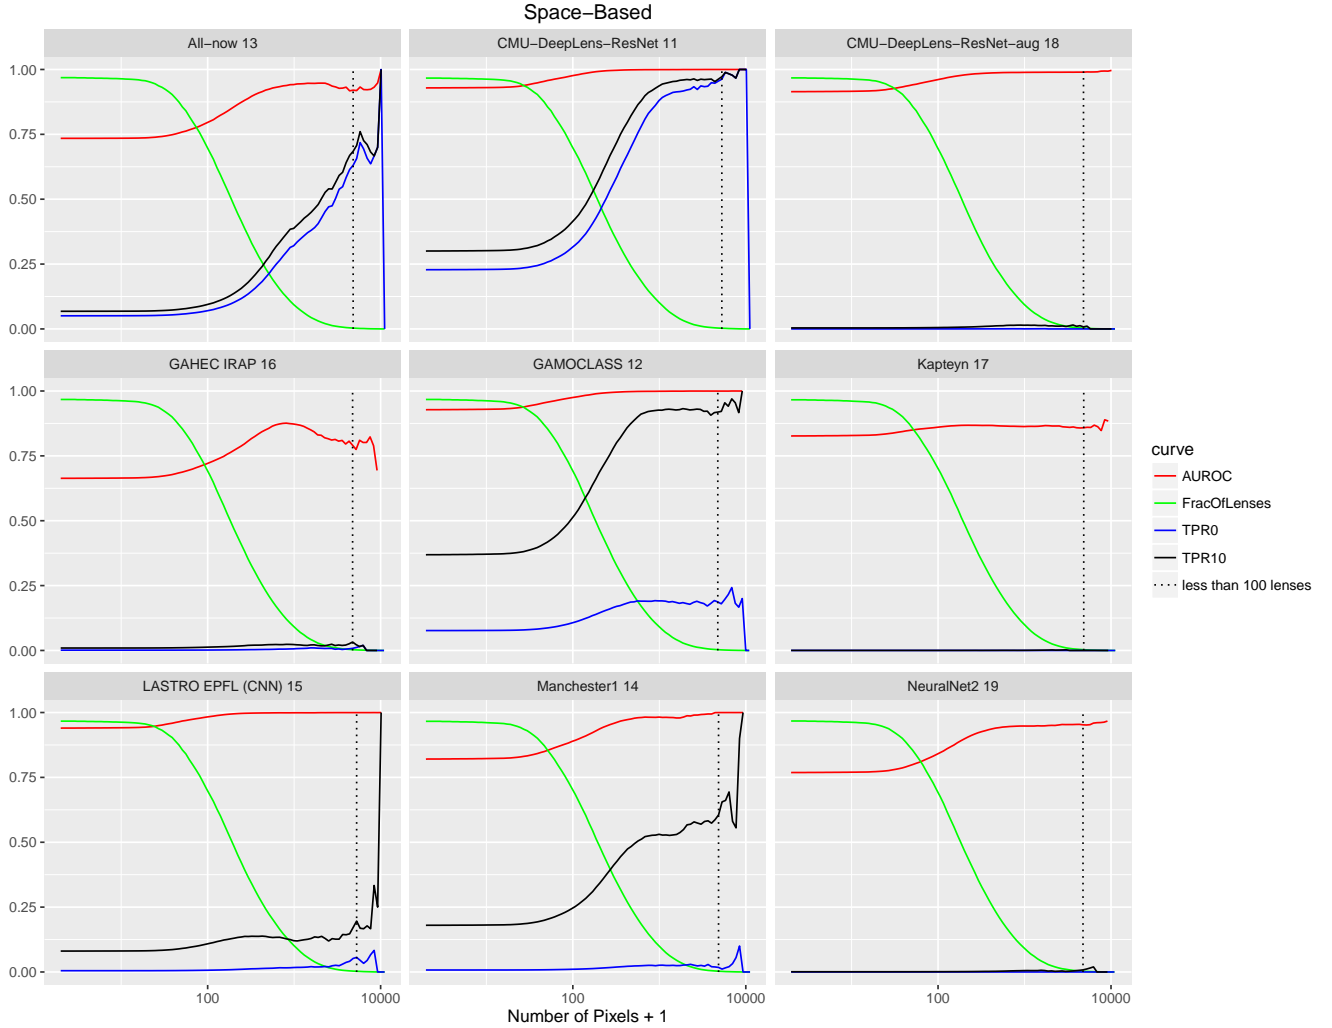 Space−Based
All−now 13
CMU−DeepLens−ResNet 11
CMU−DeepLens−ResNet−aug 18
1.00
0.75
0.50
0.25
0.00
GAHEC IRAP 16
GAMOCLASS 12
Kapteyn 17
1.00
0.75
0.50
0.25
0.00
LASTRO EPFL (CNN) 15
Manchester1 14
NeuralNet2 19
1.00
0.75
0.50
0.25
0.00
100 10000
100 10000
100 10000
Number of Pixels + 1
curve
AUROC
FracOfLenses
TPR0
TPR10
less than 100 lenses